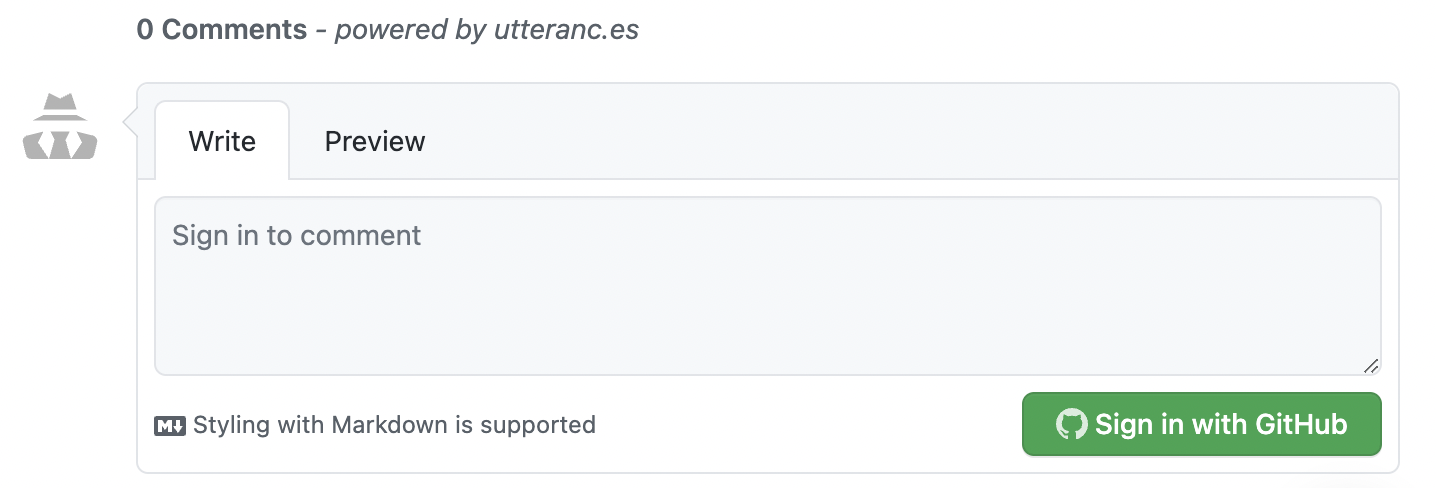 0 Comments - powered by utteranc.es
Write Preview
Sign in to comment
M Styling with Markdown is supported
Sign in with GitHub